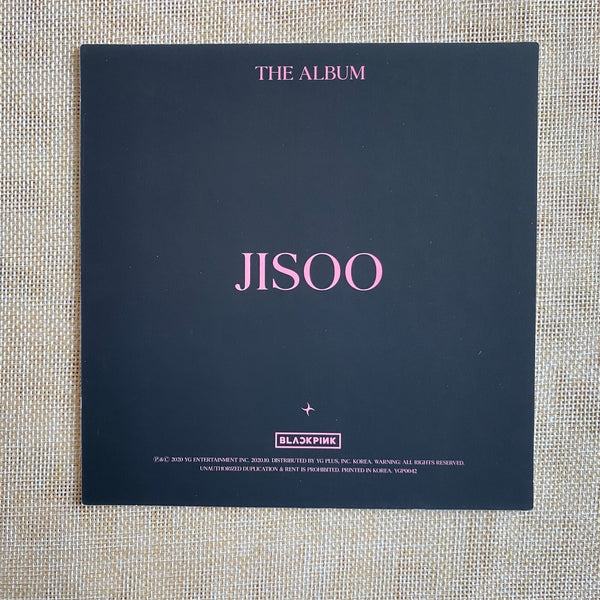 THE ALBUM
JISOO
BLACKPINK
Ⓟ&© 2020 YG ENTERTAINMENT INC. 2020.10. DISTRIBUTED BY YG PLUS, INC. KOREA. WARNING: ALL RIGHTS RESERVED.
UNAUTHORIZED DUPLICATION & RENT IS PROHIBITED. PRINTED IN KOREA. YGP0042